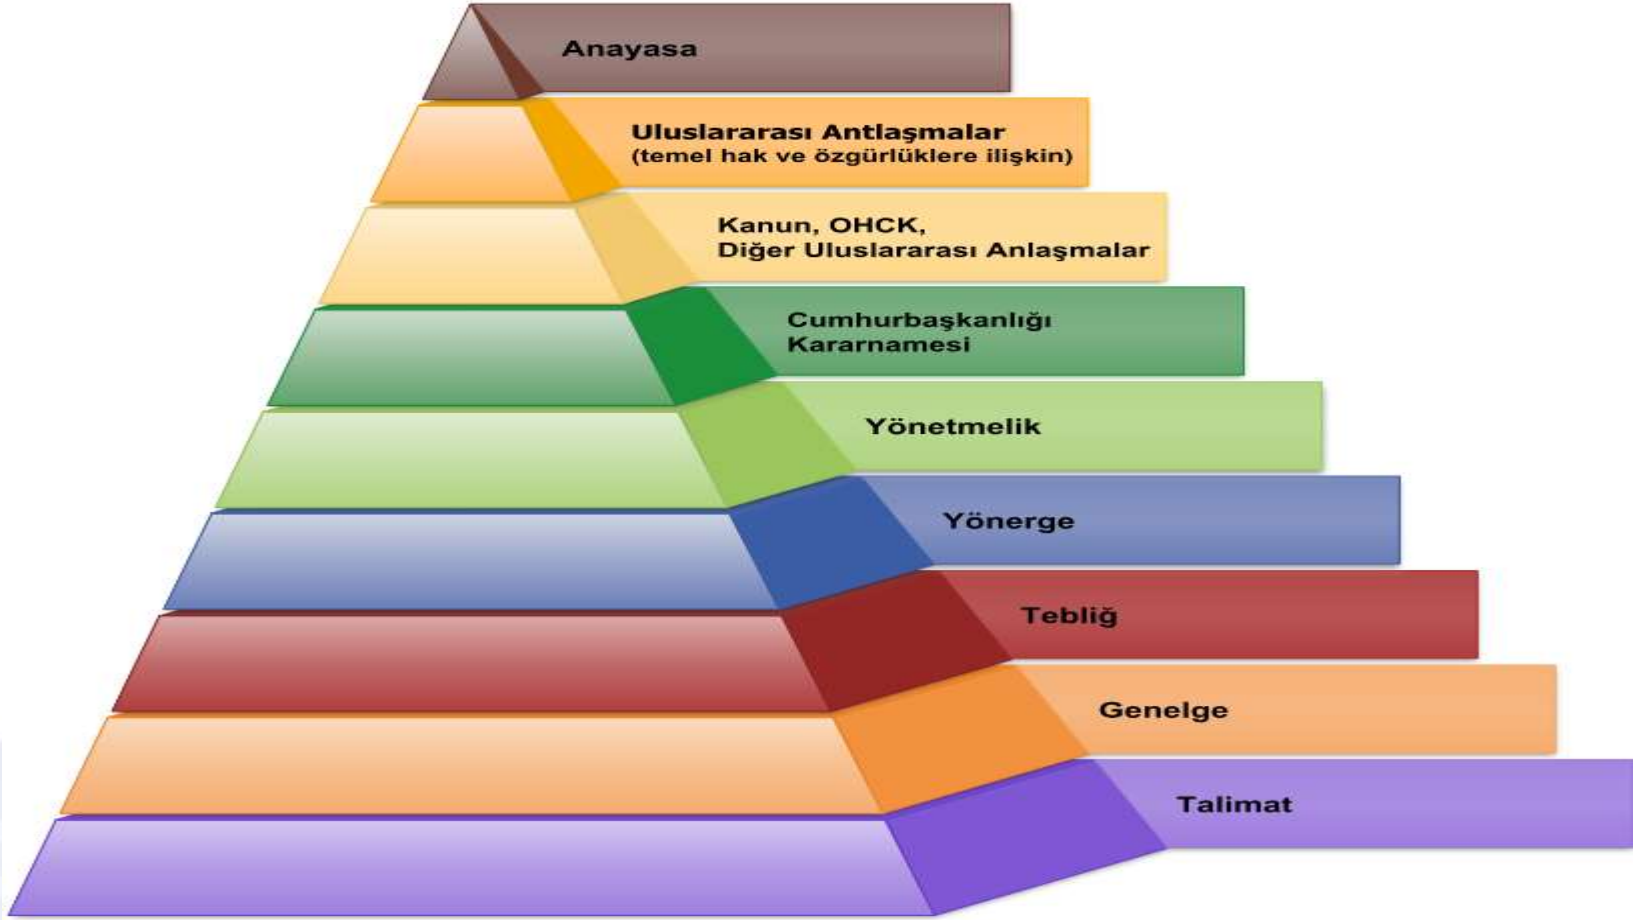 Anayasa
Uluslararası Antlaşmalar
(temel hak ve özgürlüklere ilişkin)
Kanun, OHCK,
Diğer Uluslararası Anlaşmalar
Cumhurbaşkanlığı
Kararnamesi
Yönetmelik
Yönerge
Tebliğ
Genelge
Talimat